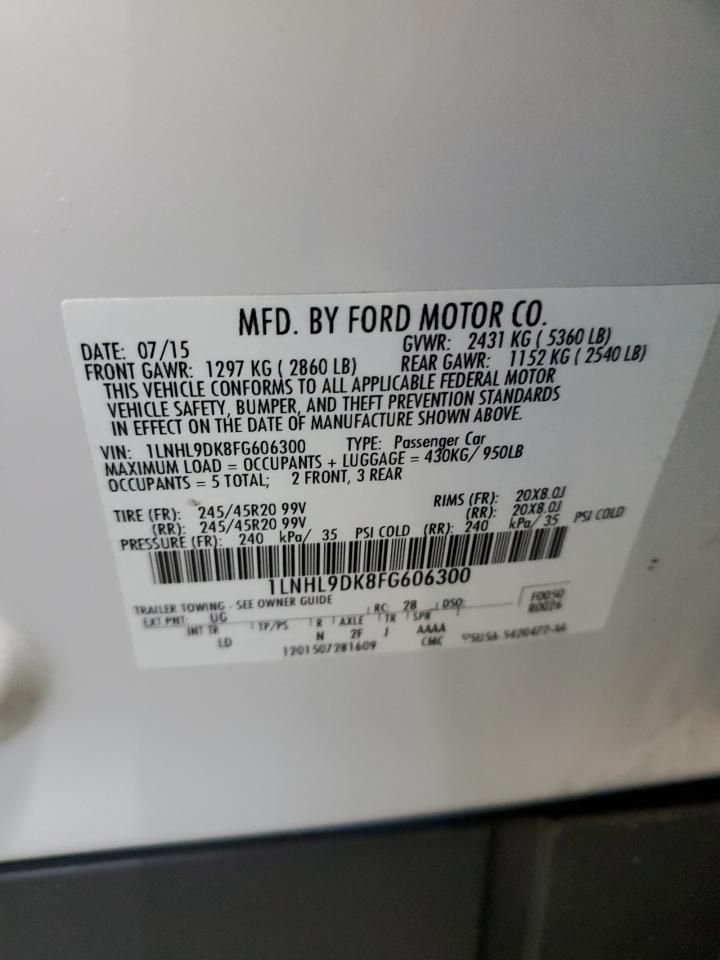 MFD. BY FORD MOTOR CO.
DATE: 07/15 GVWR: 2431 KG ( 5360 LB)
FRONT GAWR: 1297 KG ( 2860 LB) REAR GAWR: 1152 KG ( 2540 LB)
THIS VEHICLE CONFORMS TO ALL APPLICABLE FEDERAL MOTOR
VEHICLE SAFETY, BUMPER, AND THEFT PREVENTION STANDARDS
IN EFFECT ON THE DATE OF MANUFACTURE SHOWN ABOVE.
VIN: 1LNHL9DK8FG606300 TYPE: Passenger Car
MAXIMUM LOAD = OCCUPANTS + LUGGAGE = 430KG/ 950LB
OCCUPANTS = 5 TOTAL; 2 FRONT, 3 REAR
TIRE (FR): 245/45R20 99V RIMS (FR): 20X8.0J
(RR): 245/45R20 99V (RR): 20X8.0J
PRESSURE (FR): 240 kPa/ 35 PSI COLD (RR): 240 kPa/ 35 PSI COLD
1LNHL9DK8FG606300
TRAILER TOWING - SEE OWNER GUIDE
EXT PNT: UG RC: 28 DSO: F0050
R0026
INT TR TP/PS R AXLE TR SPR
LD N 2F J AAAA
1201507281609 CMC